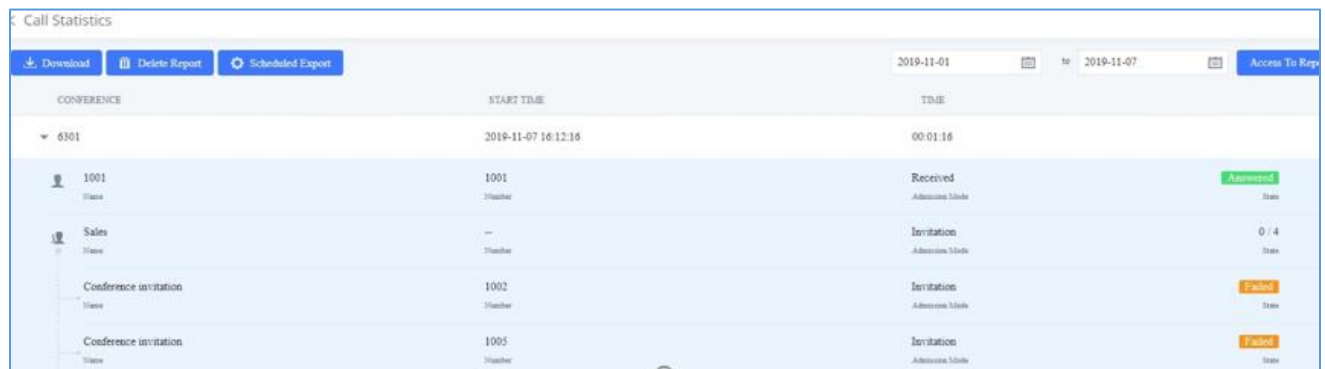 Call Statistics
Download Delete Report Scheduled Export 2019-11-01 to 2019-11-07 Access To Rep
CONFERENCE START TIME TIME
6301 2019-11-07 16:12:16 00:01:16
1001 1001 Received Answered
Name Number Admission Mode State
Sales -- Invitation 0 / 4
Name Number Admission Mode State
Conference invitation 1002 Invitation Failed
Name Number Admission Mode State
Conference invitation 1005 Invitation Failed
Name Number Admission Mode State